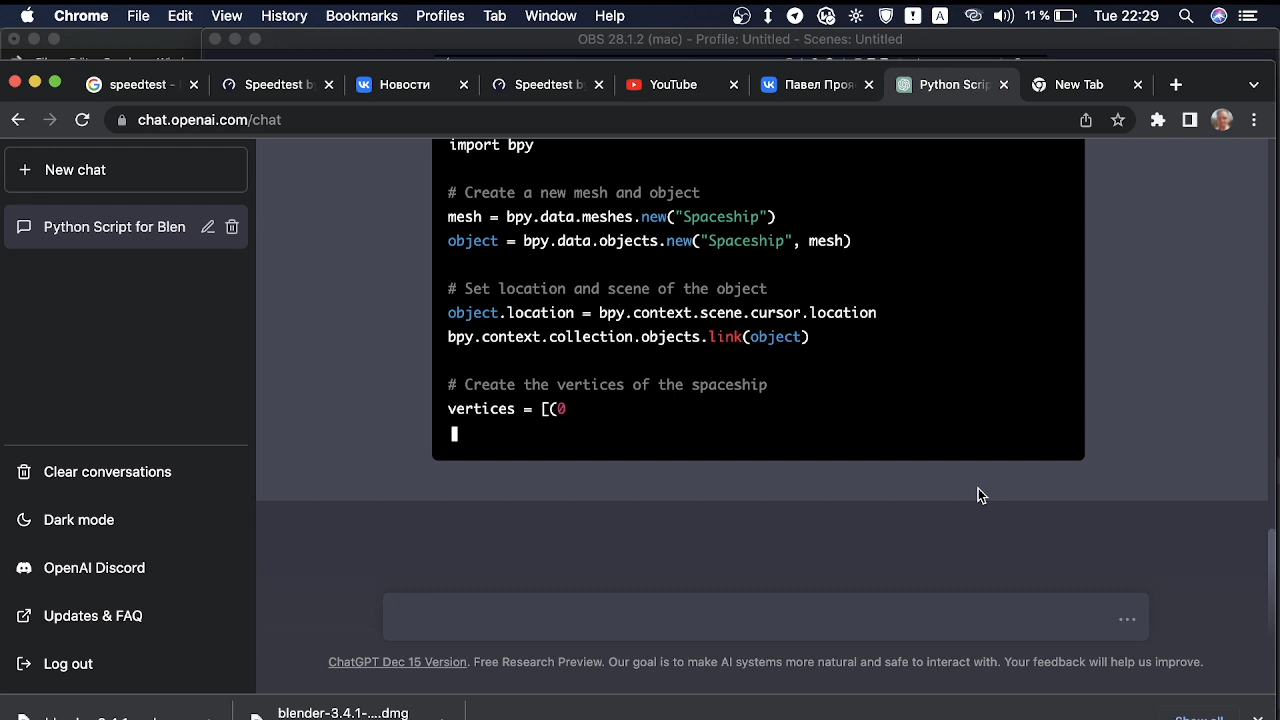 Chrome File Edit View History Bookmarks Profiles Tab Window Help A 11 % Tue 22:29
OBS 28.1.2 (mac) - Profile: Untitled - Scenes: Untitled
speedtest - Speedtest by Новости Speedtest by YouTube Павел Проя Python Scrip New Tab
chat.openai.com/chat
New chat
Python Script for Blen
import bpy
# Create a new mesh and object
mesh = bpy.data.meshes.new("Spaceship")
object = bpy.data.objects.new("Spaceship", mesh)
# Set location and scene of the object
object.location = bpy.context.scene.cursor.location
bpy.context.collection.objects.link(object)
# Create the vertices of the spaceship
vertices = [(0
Clear conversations
Dark mode
OpenAI Discord
Updates & FAQ
Log out
ChatGPT Dec 15 Version. Free Research Preview. Our goal is to make AI systems more natural and safe to interact with. Your feedback will help us improve.
blender-3.4.1-....dmg
Show all